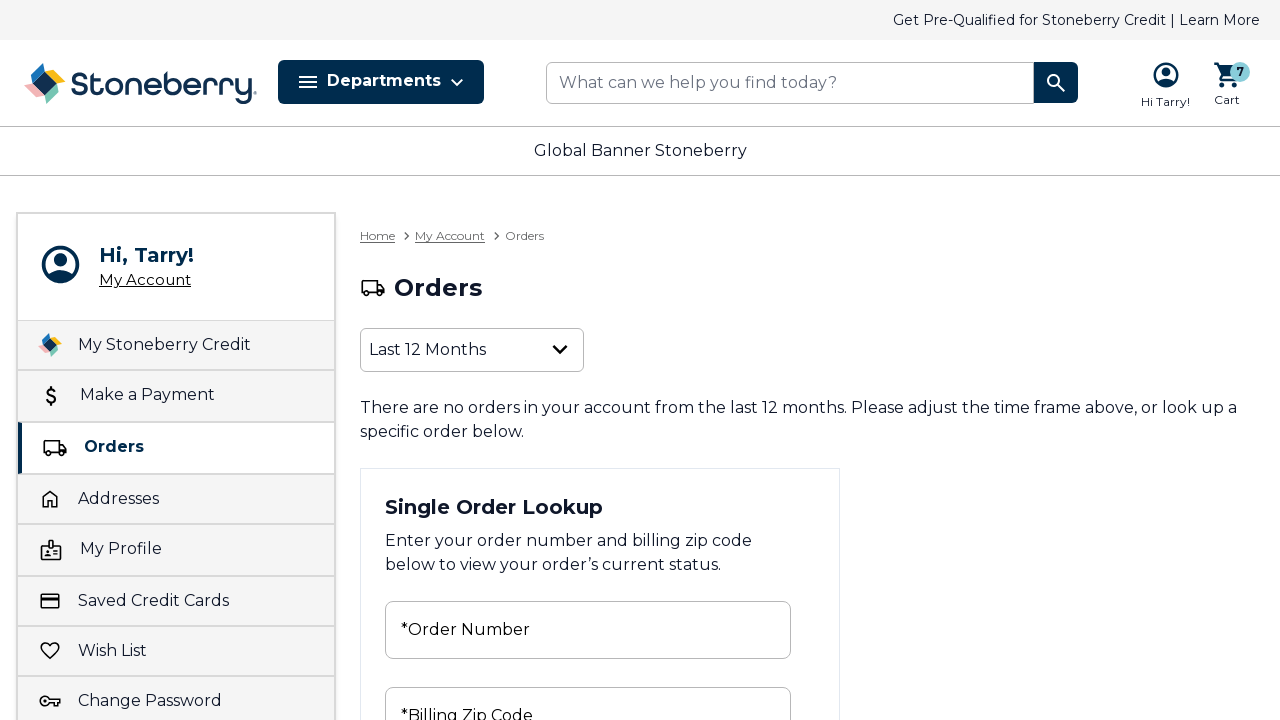 Get Pre-Qualified for Stoneberry Credit | Learn More
Stoneberry®
Departments
What can we help you find today?
Hi Tarry!
7
Cart
Global Banner Stoneberry
Hi, Tarry!
My Account
My Stoneberry Credit
Make a Payment
Orders
Addresses
My Profile
Saved Credit Cards
Wish List
Change Password
Home
My Account
Orders
Orders
Last 12 Months
There are no orders in your account from the last 12 months. Please adjust the time frame above, or look up a
specific order below.
Single Order Lookup
Enter your order number and billing zip code
below to view your order’s current status.
*Order Number
*Billing Zip Code